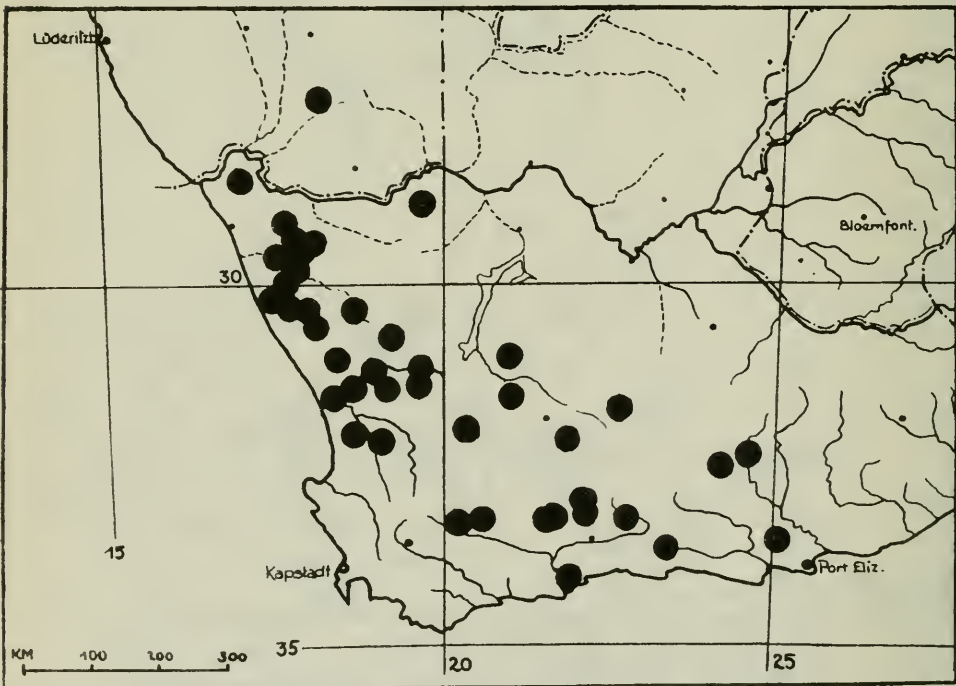 Lüderitzb.
Bloemfont.
30
15
Kapstadt
Port Eliz.
KM 100 200 300
35
20
25